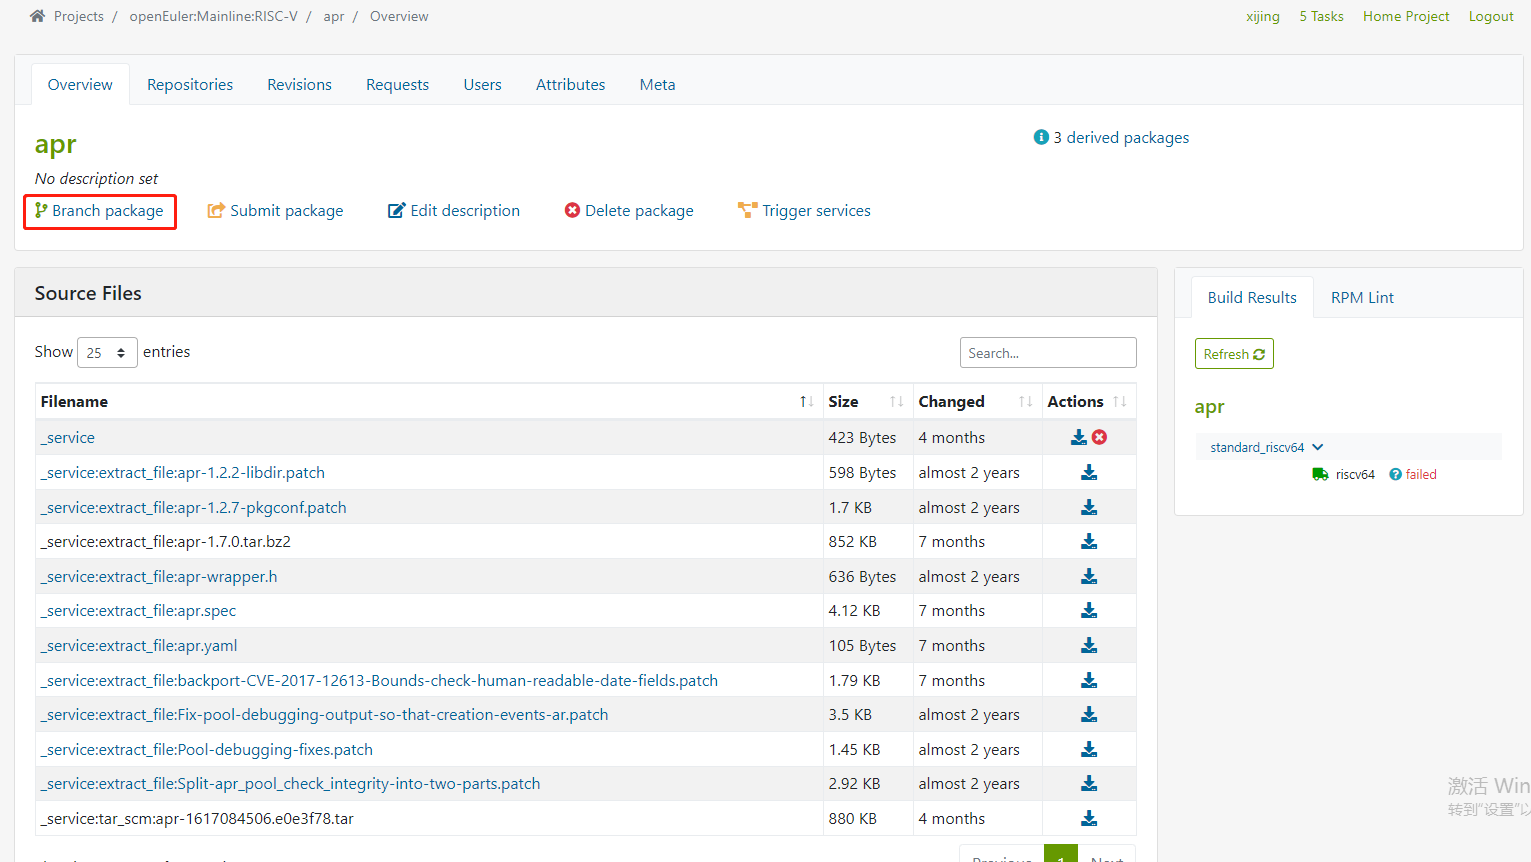 Projects / openEuler:Mainline:RISC-V / apr / Overview
xijing 5 Tasks Home Project Logout
Overview Repositories Revisions Requests Users Attributes Meta
apr
3 derived packages
No description set
Branch package Submit package Edit description Delete package Trigger services
Source Files
Build Results RPM Lint
Show 25 entries
Search...
Refresh
Filename Size Changed Actions
apr
_service 423 Bytes 4 months
standard_riscv64
_service:extract_file:apr-1.2.2-libdir.patch 598 Bytes almost 2 years
riscv64 failed
_service:extract_file:apr-1.2.7-pkgconf.patch 1.7 KB almost 2 years
_service:extract_file:apr-1.7.0.tar.bz2 852 KB 7 months
_service:extract_file:apr-wrapper.h 636 Bytes almost 2 years
_service:extract_file:apr.spec 4.12 KB 7 months
_service:extract_file:apr.yaml 105 Bytes 7 months
_service:extract_file:backport-CVE-2017-12613-Bounds-check-human-readable-date-fields.patch 1.79 KB 7 months
_service:extract_file:Fix-pool-debugging-output-so-that-creation-events-ar.patch 3.5 KB almost 2 years
_service:extract_file:Pool-debugging-fixes.patch 1.45 KB almost 2 years
_service:extract_file:Split-apr_pool_check_integrity-into-two-parts.patch 2.92 KB almost 2 years
_service:tar_scm:apr-1617084506.e0e3f78.tar 880 KB 4 months
激活 Win
转到"设置"以
Previous 1 Next